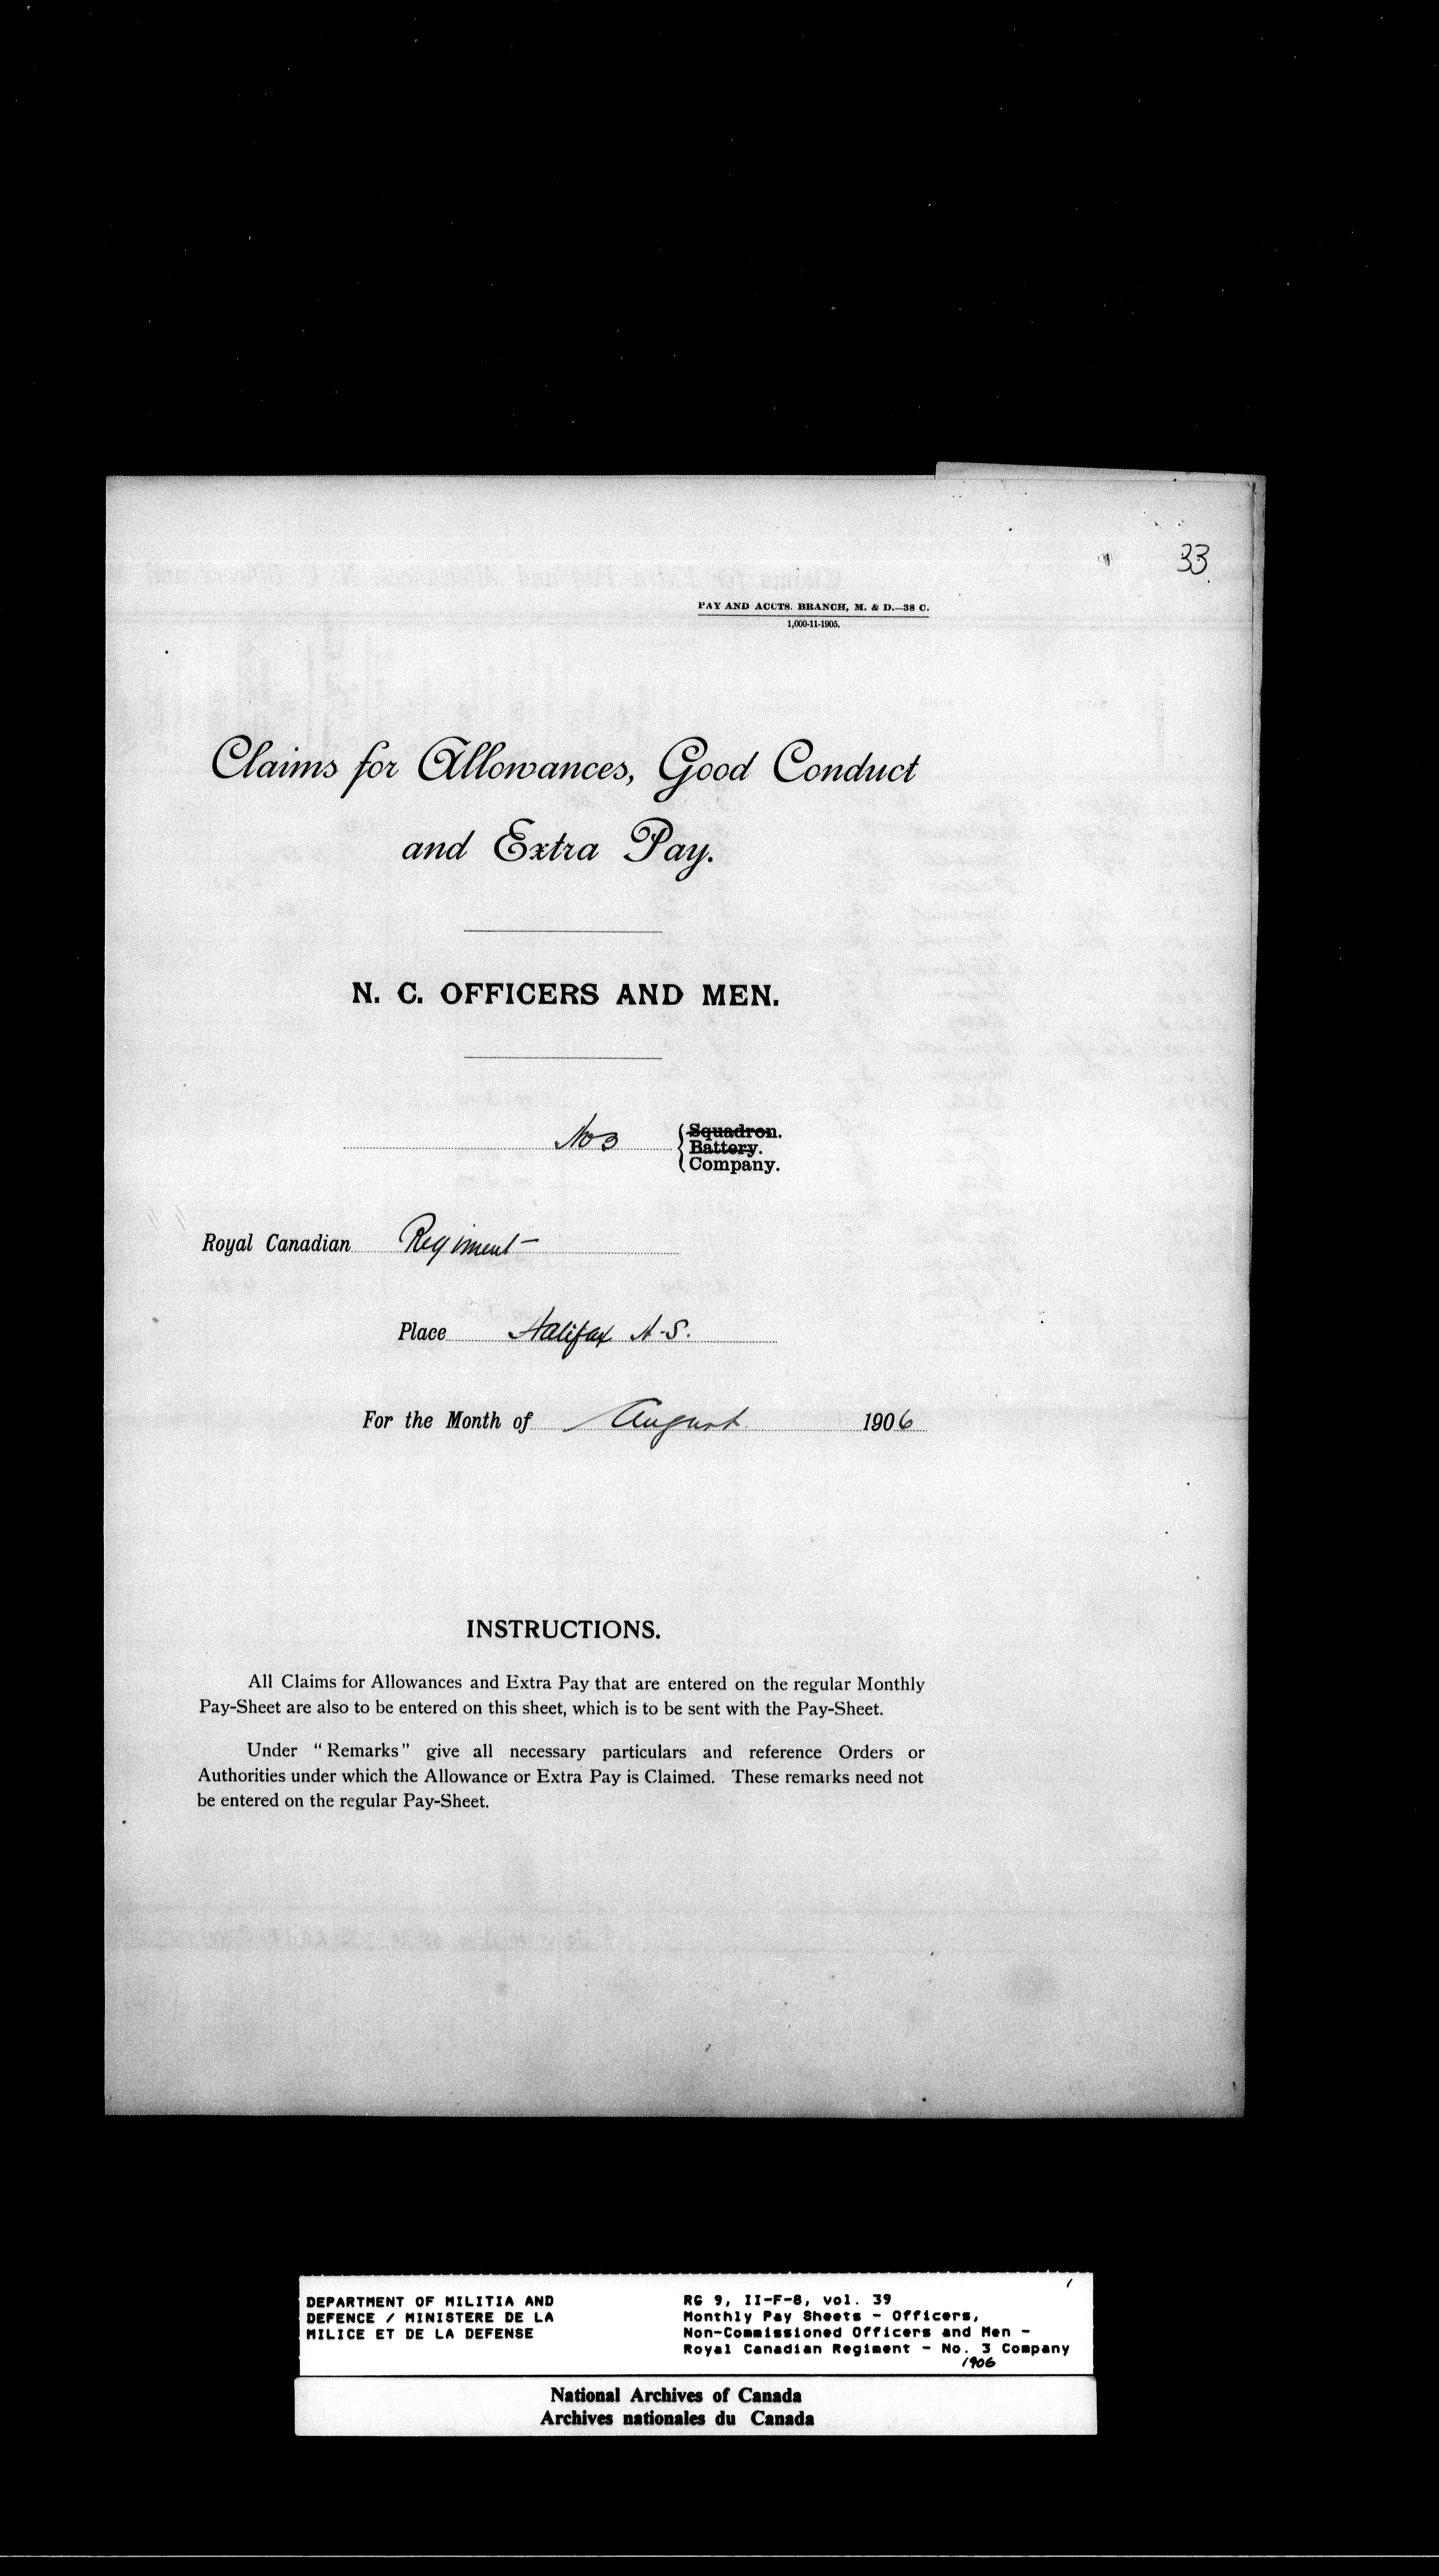 33
PAY AND ACCTS. BRANCH, M. & D.—38 C.
1,000-11-1905.
Claims for Allowances, Good Conduct
and Extra Pay.
N. C. OFFICERS AND MEN.
No 3
Squadron.
Battery.
Company.
Royal Canadian Regiment
Place Halifax N.S.
For the Month of August 1906
INSTRUCTIONS.
All Claims for Allowances and Extra Pay that are entered on the regular Monthly
Pay-Sheet are also to be entered on this sheet, which is to be sent with the Pay-Sheet.
Under “Remarks” give all necessary particulars and reference Orders or
Authorities under which the Allowance or Extra Pay is Claimed. These remarks need not
be entered on the regular Pay-Sheet.
DEPARTMENT OF MILITIA AND
DEFENCE / MINISTERE DE LA
MILICE ET DE LA DEFENSE
RG 9, II-F-8, vol. 39
Monthly Pay Sheets - Officers,
Non-Commissioned Officers and Men -
Royal Canadian Regiment - No. 3 Company
1906
National Archives of Canada
Archives nationales du Canada